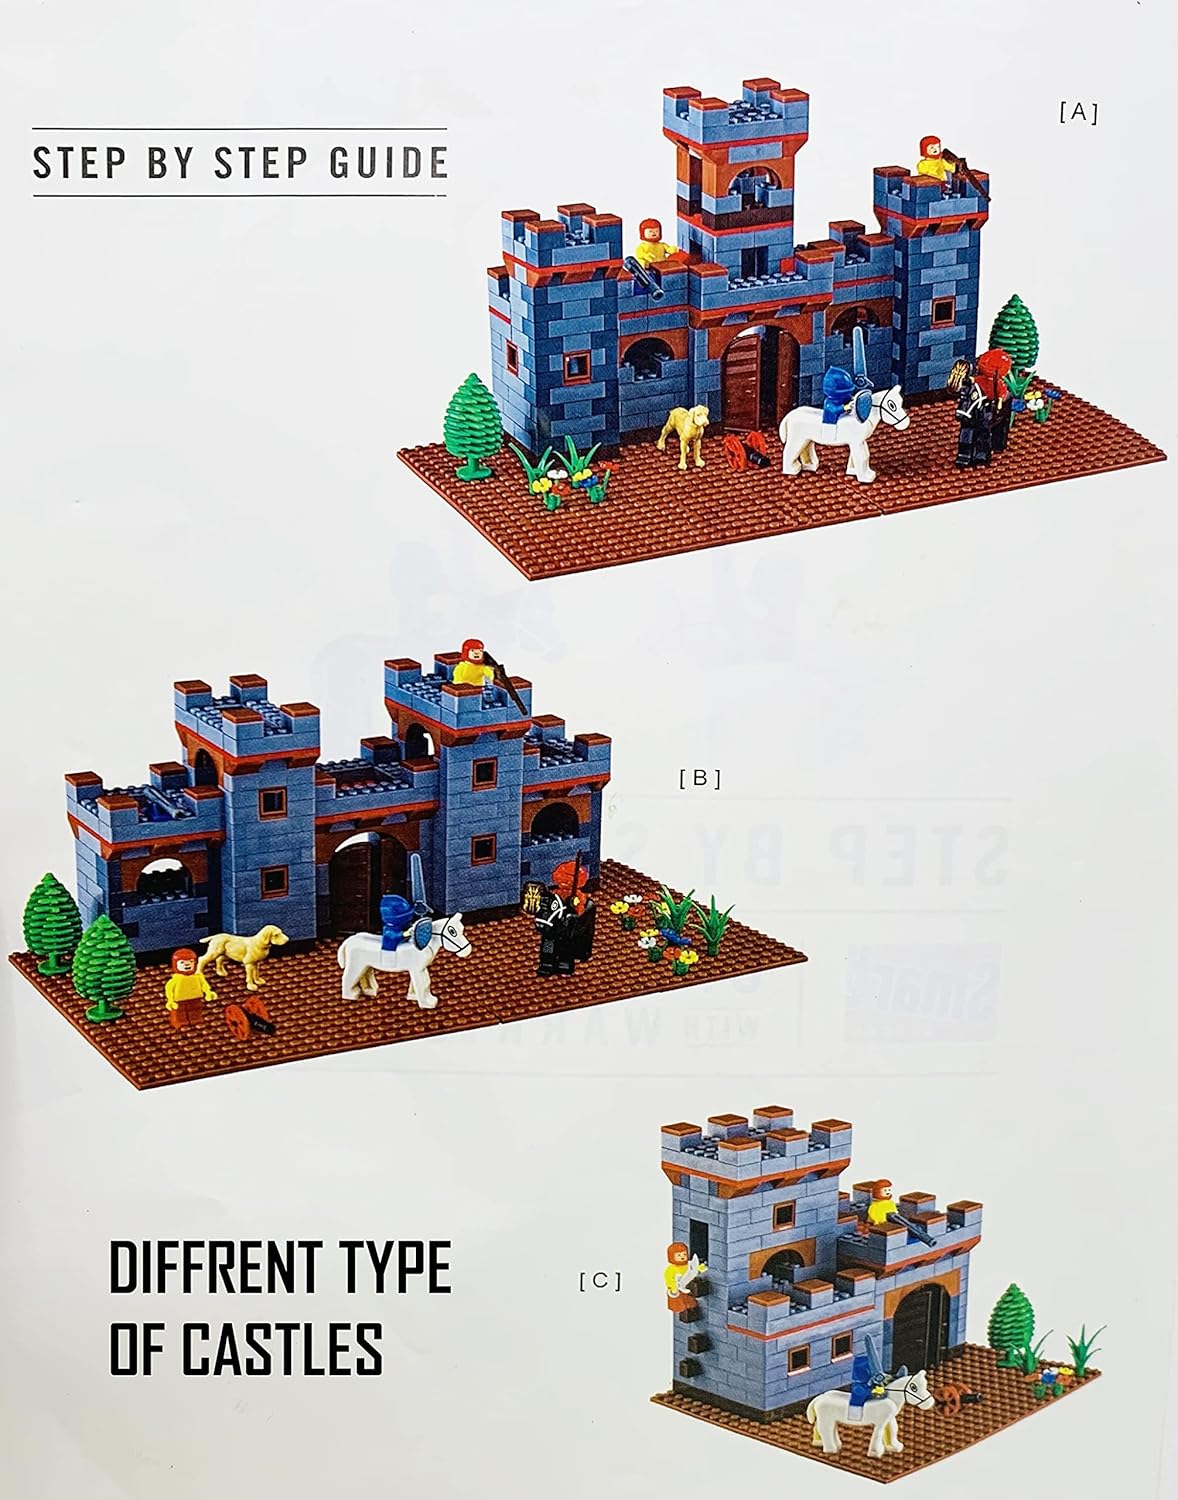 STEP BY STEP GUIDE
[A]
[B]
DIFFRENT TYPE
OF CASTLES
[C]